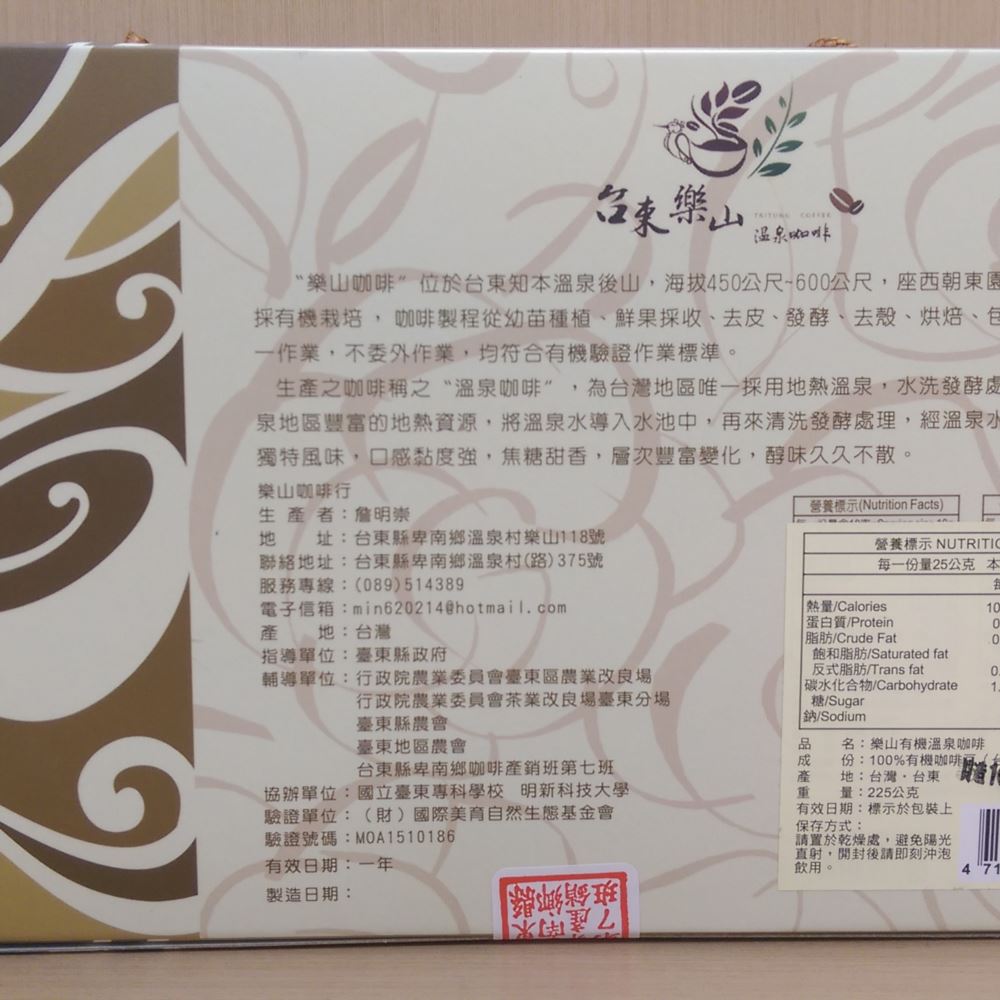 台東樂山
TAITUNG COFFEE
溫泉咖啡
“樂山咖啡”位於台東知本溫泉後山，海拔450公尺~600公尺，座西朝東園
採有機栽培，咖啡製程從幼苗種植、鮮果採收、去皮、發酵、去殼、烘焙、包
一作業，不委外作業，均符合有機驗證作業標準。
生產之咖啡稱之“溫泉咖啡”，為台灣地區唯一採用地熱溫泉，水洗發酵處
泉地區豐富的地熱資源，將溫泉水導入水池中，再來清洗發酵處理，經溫泉水
獨特風味，口感黏度強，焦糖甜香，層次豐富變化，醇味久久不散。
樂山咖啡行
生產者：詹明崇
地址：台東縣卑南鄉溫泉村樂山118號
聯絡地址：台東縣卑南鄉溫泉村(路)375號
服務專線：(089)514389
電子信箱：min620214@hotmail.com
產地：台灣
指導單位：臺東縣政府
輔導單位：行政院農業委員會臺東區農業改良場
行政院農業委員會茶業改良場臺東分場
臺東縣農會
臺東地區農會
台東縣卑南鄉咖啡產銷班第七班
協辦單位：國立臺東專科學校 明新科技大學
驗證單位：（財）國際美育自然生態基金會
驗證號碼：MOA1510186
有效日期：一年
製造日期：
營養標示(Nutrition Facts)
營養標示 NUTRITIO
每一份量25公克 本
每
熱量/Calories 10
蛋白質/Protein 0
脂肪/Crude Fat 0
飽和脂肪/Saturated fat
反式脂肪/Trans fat 0
碳水化合物/Carbohydrate 1
糖/Sugar
鈉/Sodium
品名：樂山有機溫泉咖啡
成份：100%有機咖啡豆
產地：台灣．台東
重量：225公克
有效日期：標示於包裝上
保存方式：
請置於乾燥處，避免陽光
直射，開封後請即刻沖泡
飲用。
4 71